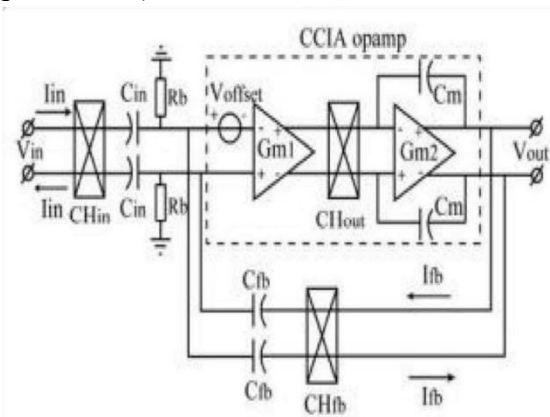 CCIA opamp
Iin
Cin
Rb
Voffset
+
-
Cm
Vin
- +
Gm1
- +
Gm2
Vout
+ -
+ -
Iin
CHin
Cin
Rb
CHout
Cm
Cfb
Ifb
Cfb
CHfb
Ifb